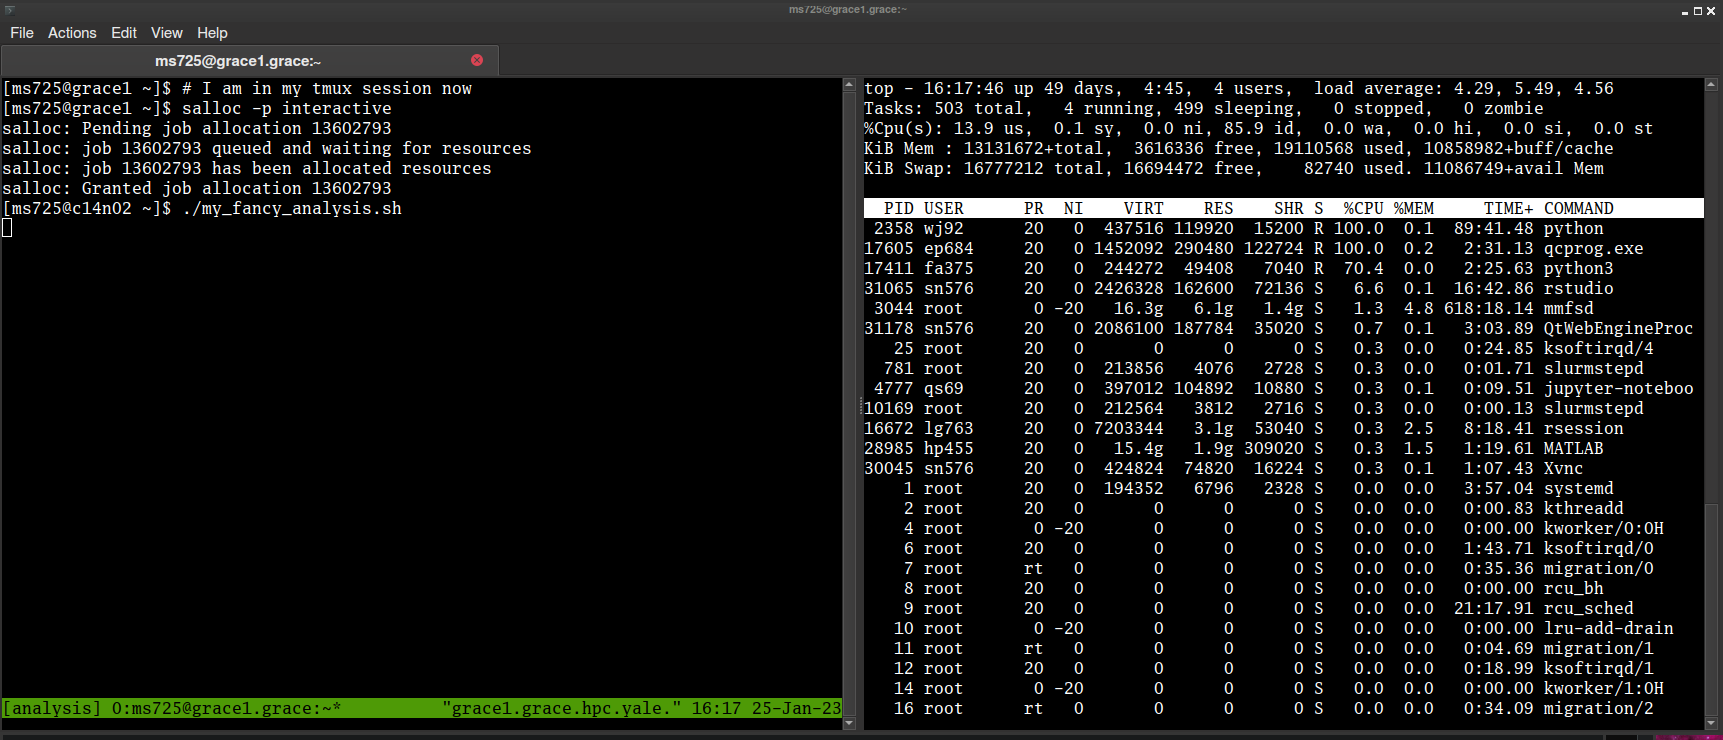 ms725@grace1.grace:~
File Actions Edit View Help
ms725@grace1.grace:~
[ms725@grace1 ~]$ # I am in my tmux session now
[ms725@grace1 ~]$ salloc -p interactive
salloc: Pending job allocation 13602793
salloc: job 13602793 queued and waiting for resources
salloc: job 13602793 has been allocated resources
salloc: Granted job allocation 13602793
[ms725@c14n02 ~]$ ./my_fancy_analysis.sh
[analysis] 0:ms725@grace1.grace:~* "grace1.grace.hpc.yale." 16:17 25-Jan-23
top - 16:17:46 up 49 days,  4:45,  4 users,  load average: 4.29, 5.49, 4.56
Tasks: 503 total,   4 running, 499 sleeping,   0 stopped,   0 zombie
%Cpu(s): 13.9 us,  0.1 sy,  0.0 ni, 85.9 id,  0.0 wa,  0.0 hi,  0.0 si,  0.0 st
KiB Mem : 13131672+total,  3616336 free, 19110568 used, 10858982+buff/cache
KiB Swap: 16777212 total, 16694472 free,    82740 used. 11086749+avail Mem
PID USER PR NI VIRT RES SHR S %CPU %MEM TIME+ COMMAND
2358 wj92 20 0 437516 119920 15200 R 100.0 0.1 89:41.48 python
17605 ep684 20 0 1452092 290480 122724 R 100.0 0.2 2:31.13 qcprog.exe
17411 fa375 20 0 244272 49408 7040 R 70.4 0.0 2:25.63 python3
31065 sn576 20 0 2426328 162600 72136 S 6.6 0.1 16:42.86 rstudio
3044 root 0 -20 16.3g 6.1g 1.4g S 1.3 4.8 618:18.14 mmfsd
31178 sn576 20 0 2086100 187784 35020 S 0.7 0.1 3:03.89 QtWebEngineProc
25 root 20 0 0 0 0 S 0.3 0.0 0:24.85 ksoftirqd/4
781 root 20 0 213856 4076 2728 S 0.3 0.0 0:01.71 slurmstepd
4777 qs69 20 0 397012 104892 10880 S 0.3 0.1 0:09.51 jupyter-noteboo
10169 root 20 0 212564 3812 2716 S 0.3 0.0 0:00.13 slurmstepd
16672 lg763 20 0 7203344 3.1g 53040 S 0.3 2.5 8:18.41 rsession
28985 hp455 20 0 15.4g 1.9g 309020 S 0.3 1.5 1:19.61 MATLAB
30045 sn576 20 0 424824 74820 16224 S 0.3 0.1 1:07.43 Xvnc
1 root 20 0 194352 6796 2328 S 0.0 0.0 3:57.04 systemd
2 root 20 0 0 0 0 S 0.0 0.0 0:00.83 kthreadd
4 root 0 -20 0 0 0 S 0.0 0.0 0:00.00 kworker/0:0H
6 root 20 0 0 0 0 S 0.0 0.0 1:43.71 ksoftirqd/0
7 root rt 0 0 0 0 S 0.0 0.0 0:35.36 migration/0
8 root 20 0 0 0 0 S 0.0 0.0 0:00.00 rcu_bh
9 root 20 0 0 0 0 S 0.0 0.0 21:17.91 rcu_sched
10 root 0 -20 0 0 0 S 0.0 0.0 0:00.00 lru-add-drain
11 root rt 0 0 0 0 S 0.0 0.0 0:04.69 migration/1
12 root 20 0 0 0 0 S 0.0 0.0 0:18.99 ksoftirqd/1
14 root 0 -20 0 0 0 S 0.0 0.0 0:00.00 kworker/1:0H
16 root rt 0 0 0 0 S 0.0 0.0 0:34.09 migration/2